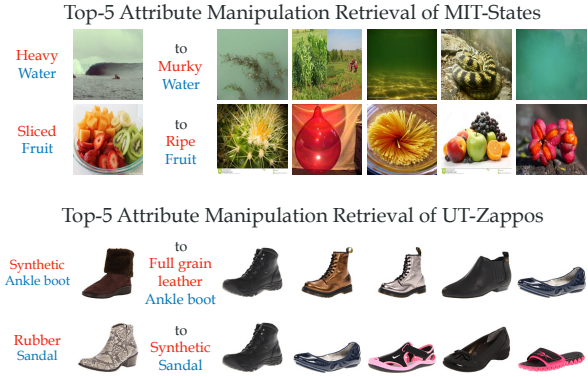 Top-5 Attribute Manipulation Retrieval of MIT-States
Heavy
Water
to
Murky
Water
Sliced
Fruit
to
Ripe
Fruit
Top-5 Attribute Manipulation Retrieval of UT-Zappos
Synthetic
Ankle boot
to
Full grain
leather
Ankle boot
Rubber
Sandal
to
Synthetic
Sandal